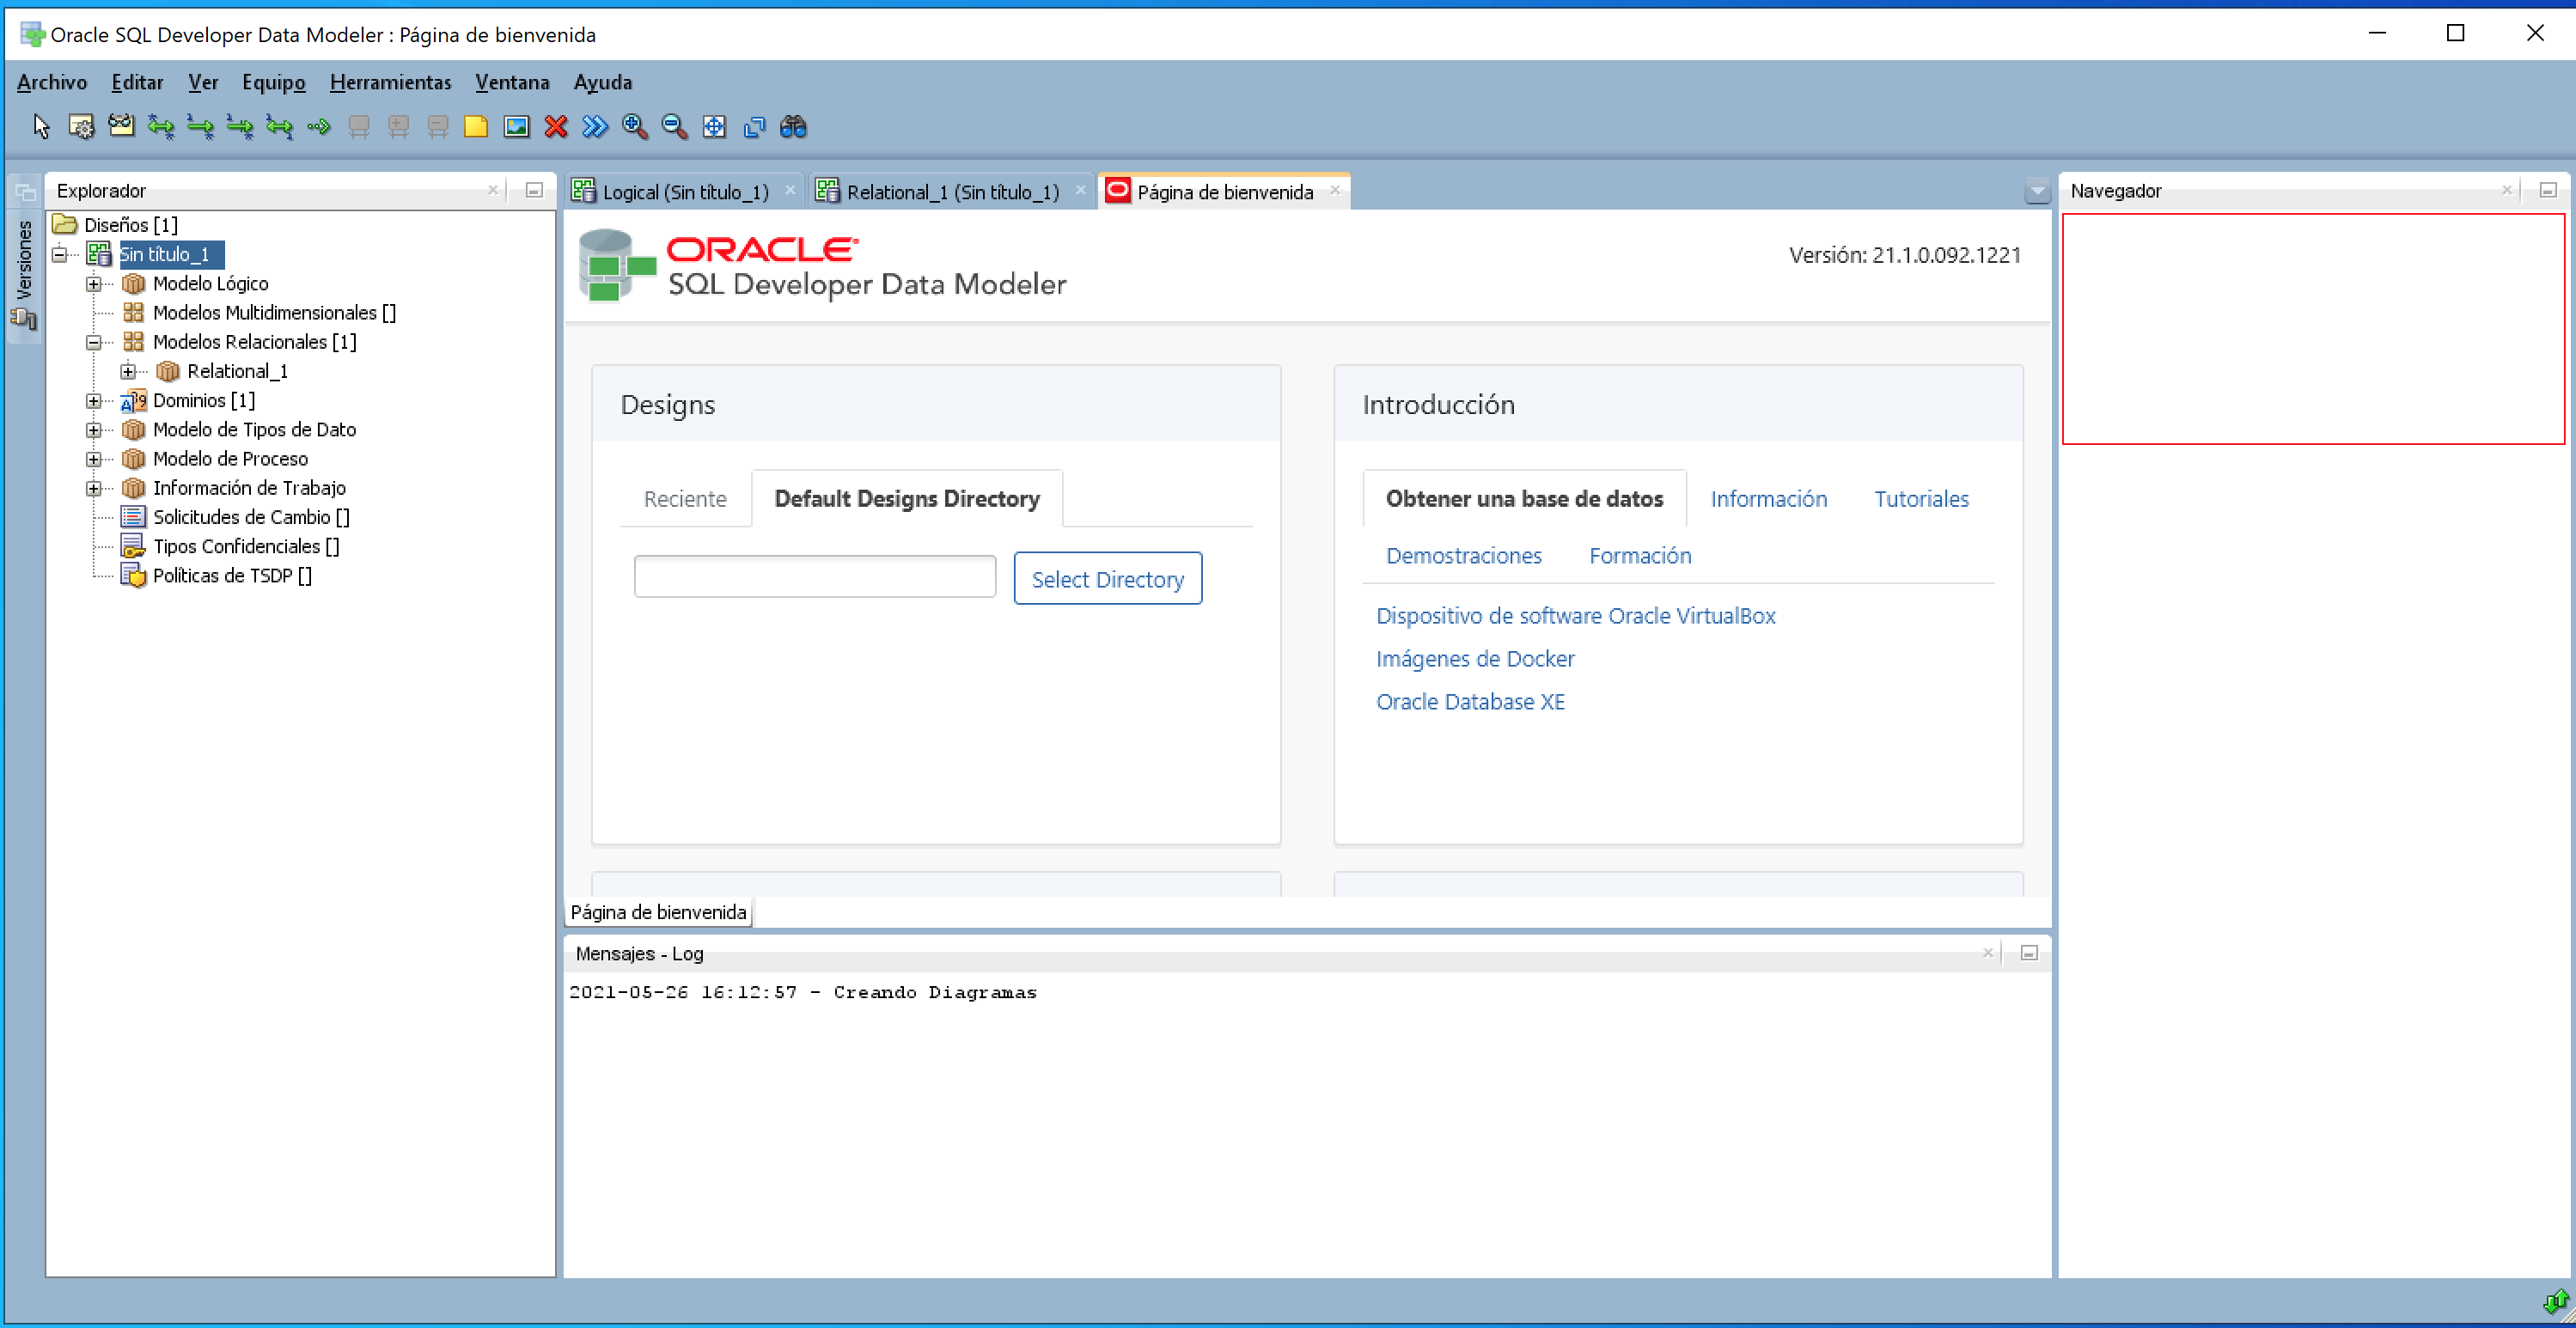 Oracle SQL Developer Data Modeler : Página de bienvenida
Archivo Editar Ver Equipo Herramientas Ventana Ayuda
Versiones
Explorador
Diseños [1]
Sin título_1
Modelo Lógico
Modelos Multidimensionales []
Modelos Relacionales [1]
Relational_1
Dominios [1]
Modelo de Tipos de Dato
Modelo de Proceso
Información de Trabajo
Solicitudes de Cambio []
Tipos Confidenciales []
Políticas de TSDP []
Logical (Sin título_1) Relational_1 (Sin título_1) Página de bienvenida
ORACLE
SQL Developer Data Modeler
Versión: 21.1.0.092.1221
Designs
Reciente Default Designs Directory
Select Directory
Introducción
Obtener una base de datos Información Tutoriales
Demostraciones Formación
Dispositivo de software Oracle VirtualBox
Imágenes de Docker
Oracle Database XE
Página de bienvenida
Mensajes - Log
2021-05-26 16:12:57 - Creando Diagramas
Navegador